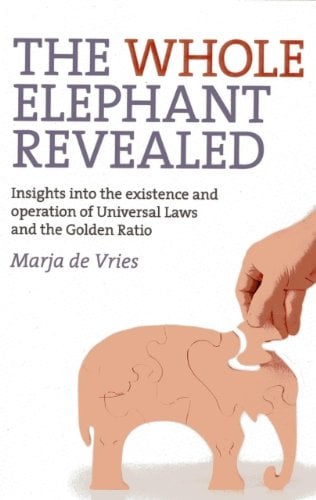 THE WHOLE
ELEPHANT
REVEALED
Insights into the existence and
operation of Universal Laws
and the Golden Ratio
Marja de Vries